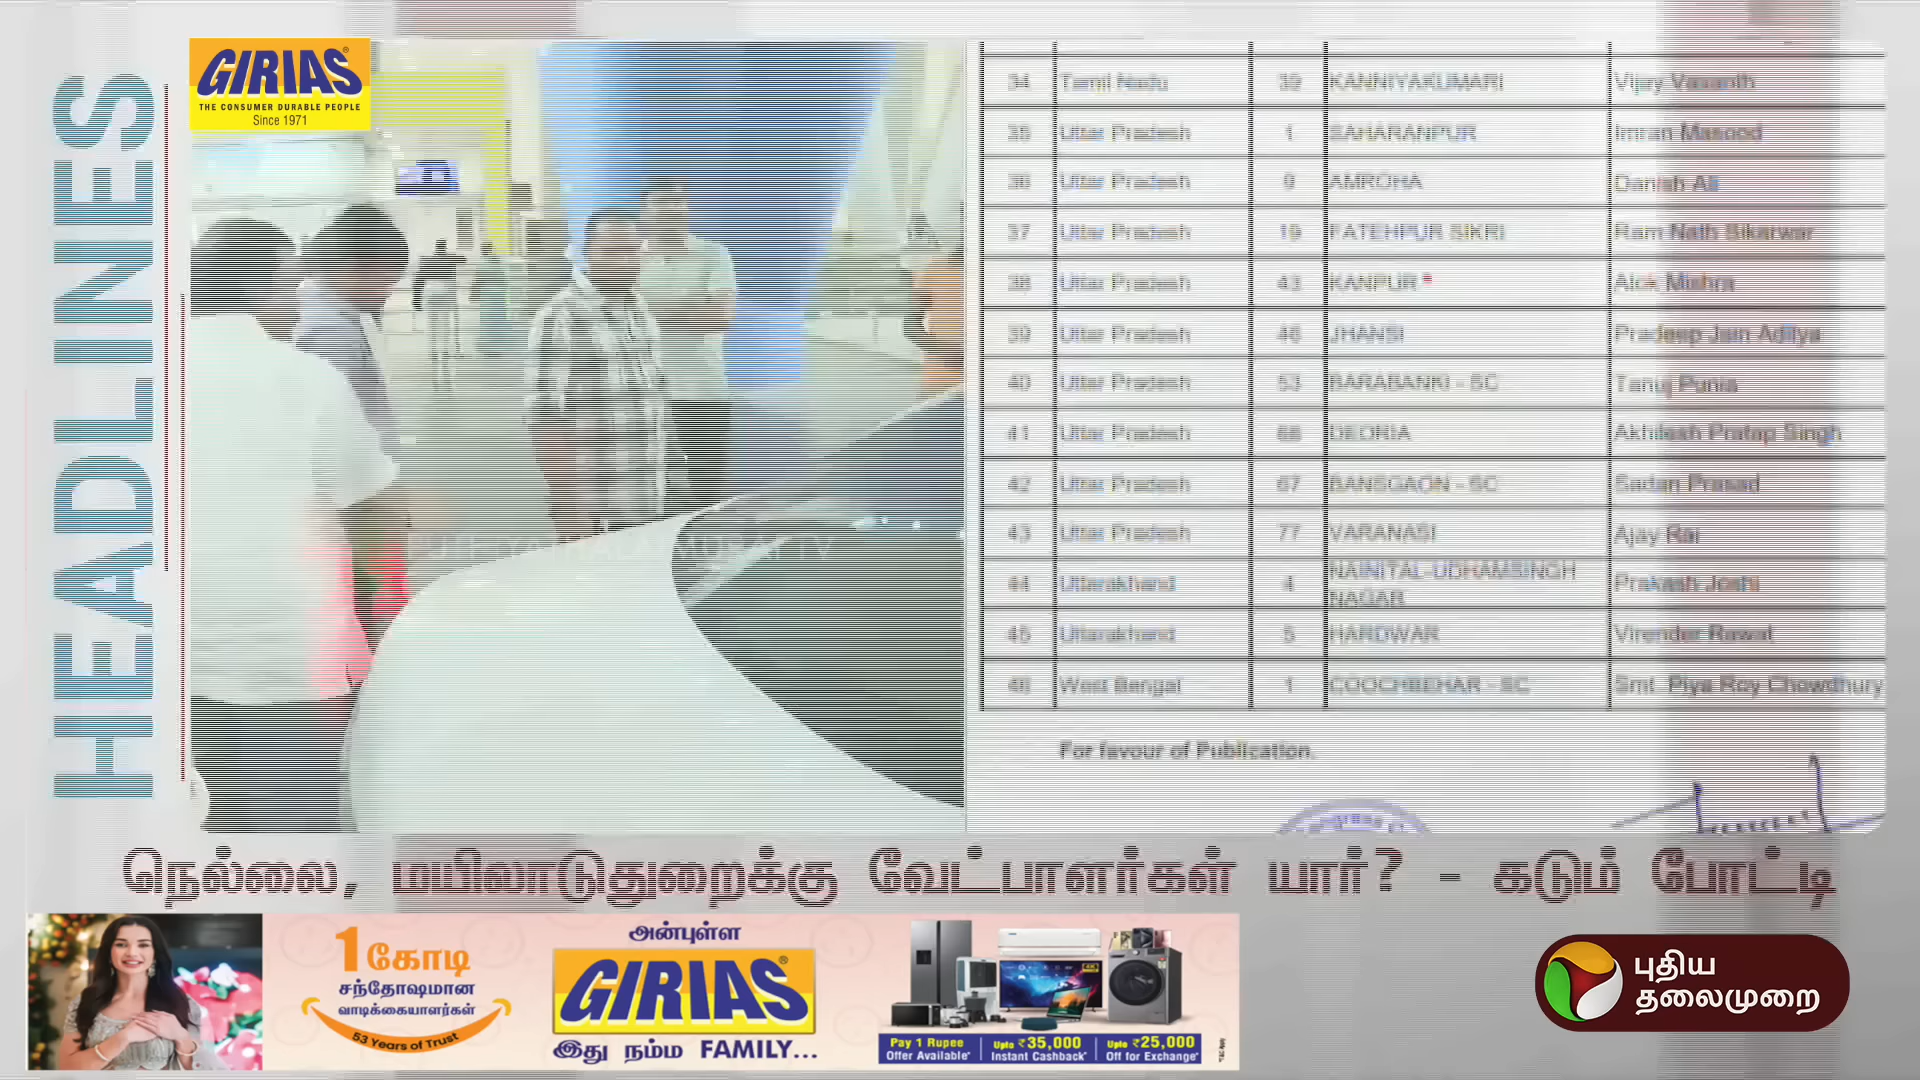 HEADLINES
GIRIAS
THE CONSUMER DURABLE PEOPLE
Since 1971
PUTHIYATHALAIMURAI TV
34 Tamil Nadu 39 KANNIYAKUMARI Vijay Vasanth
35 Uttar Pradesh 1 SAHARANPUR Imran Masood
36 Uttar Pradesh 9 AMROHA Danish Ali
37 Uttar Pradesh 19 FATEHPUR SIKRI Ram Nath Sikarwar
38 Uttar Pradesh 43 KANPUR * Alok Mishra
39 Uttar Pradesh 46 JHANSI Pradeep Jain Aditya
40 Uttar Pradesh 53 BARABANKI - SC Tanuj Punia
41 Uttar Pradesh 66 DEORIA Akhilesh Pratap Singh
42 Uttar Pradesh 67 BANSGAON - SC Sadan Prasad
43 Uttar Pradesh 77 VARANASI Ajay Rai
44 Uttarakhand 4 NAINITAL-UDHAMSINGH NAGAR Prakash Joshi
45 Uttarakhand 5 HARDWAR Virender Rawat
46 West Bengal 1 COOCHBEHAR - SC Smt. Piya Roy Chowdhury
For favour of Publication.
நெல்லை, மயிலாடுதுறைக்கு வேட்பாளர்கள் யார்? - கடும் போட்டி
1 கோடி
சந்தோஷமான
வாடிக்கையாளர்கள்
53 Years of Trust
அன்புள்ள
GIRIAS
இது நம்ம FAMILY...
Pay 1 Rupee
Offer Available*
Upto ₹35,000
Instant Cashback*
Upto ₹25,000
Off for Exchange*
புதிய
தலைமுறை